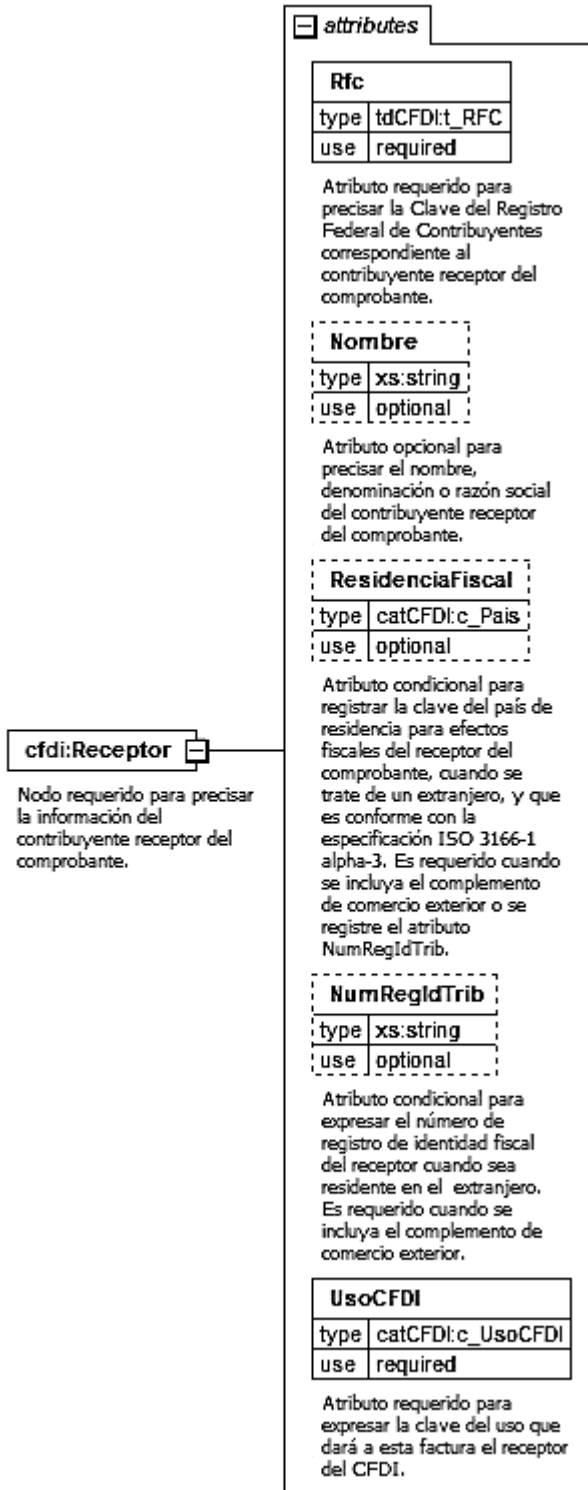 attributes
Rfc
type tdCFDI:t_RFC
use required
Atributo requerido para
precisar la Clave del Registro
Federal de Contribuyentes
correspondiente al
contribuyente receptor del
comprobante.
Nombre
type xs:string
use optional
Atributo opcional para
precisar el nombre,
denominación o razón social
del contribuyente receptor
del comprobante.
ResidenciaFiscal
type catCFDI:c_Pais
use optional
Atributo condicional para
registrar la clave del país de
residencia para efectos
fiscales del receptor del
comprobante, cuando se
trate de un extranjero, y que
es conforme con la
especificación ISO 3166-1
alpha-3. Es requerido cuando
se incluya el complemento
de comercio exterior o se
registre el atributo
NumRegIdTrib.
cfdi:Receptor
Nodo requerido para precisar
la información del
contribuyente receptor del
comprobante.
NumRegIdTrib
type xs:string
use optional
Atributo condicional para
expresar el número de
registro de identidad fiscal
del receptor cuando sea
residente en el extranjero.
Es requerido cuando se
incluya el complemento de
comercio exterior.
UsoCFDI
type catCFDI:c_UsoCFDI
use required
Atributo requerido para
expresar la clave del uso que
dará a esta factura el receptor
del CFDI.